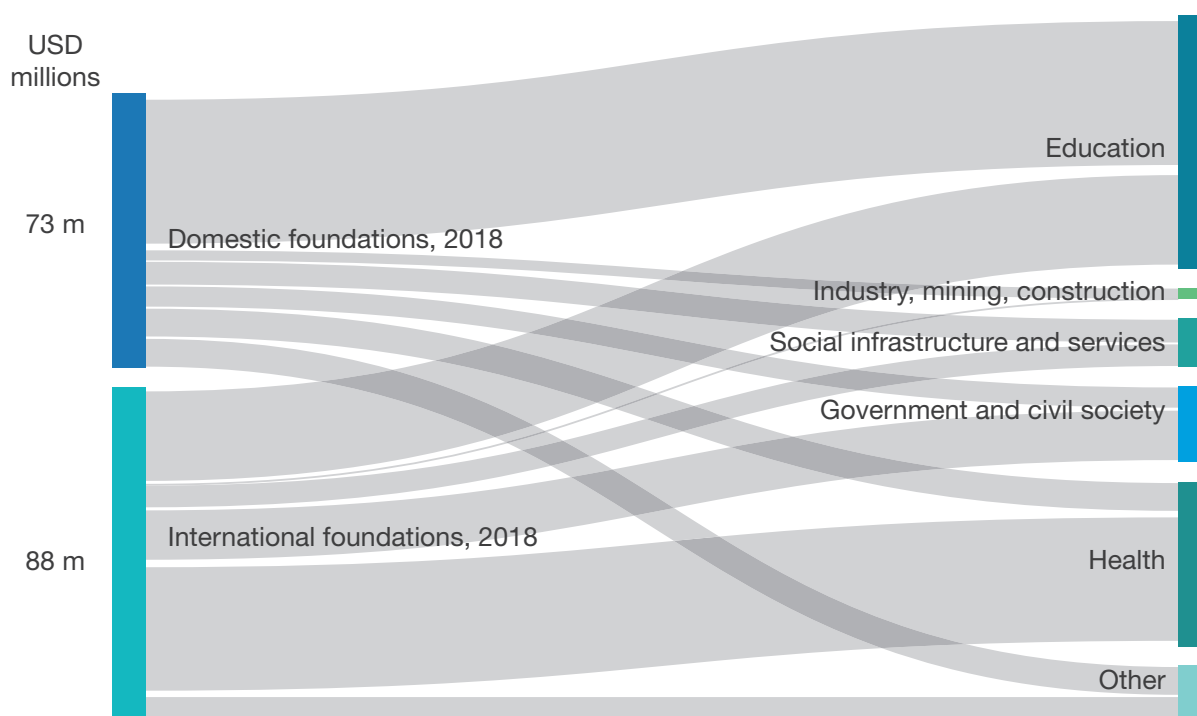 USD
millions
73 m
88 m
Domestic foundations, 2018
International foundations, 2018
Education
Industry, mining, construction
Social infrastructure and services
Government and civil society
Health
Other